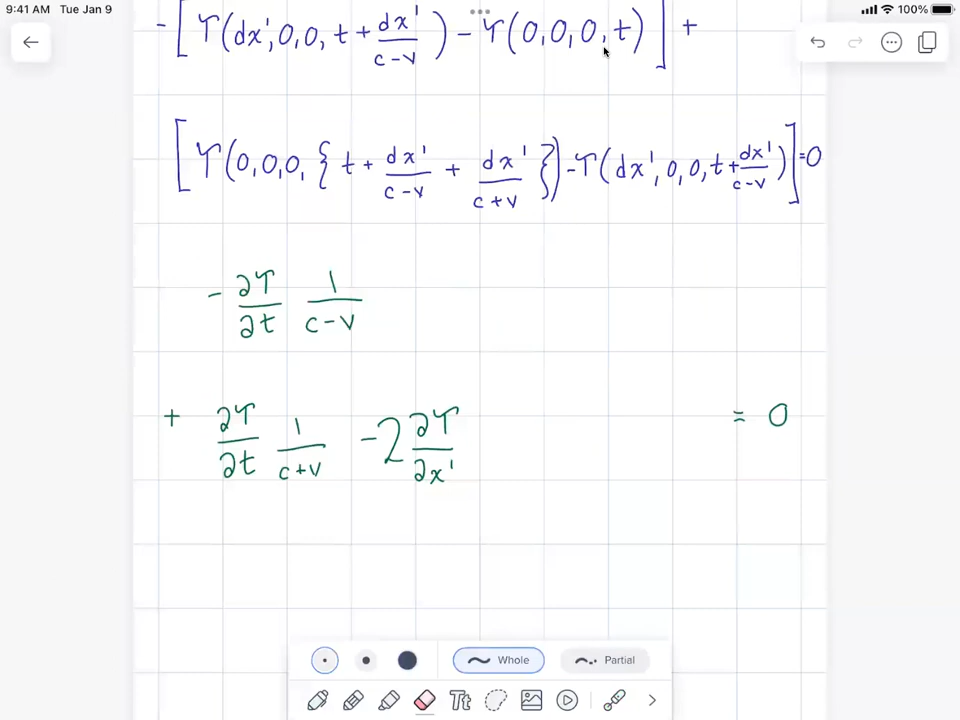 9:41 AM Tue Jan 9 100%
- [ τ(dx', 0, 0, t + dx'/(c-v)) - τ(0, 0, 0, t) ] +
[ τ(0, 0, 0, { t + dx'/(c-v) + dx'/(c+v) }) - τ(dx', 0, 0, t + dx'/(c-v)) ] = 0
- ∂τ/∂t 1/(c-v)
+ ∂τ/∂t 1/(c+v) - 2 ∂τ/∂x' = 0
Whole Partial
Tt